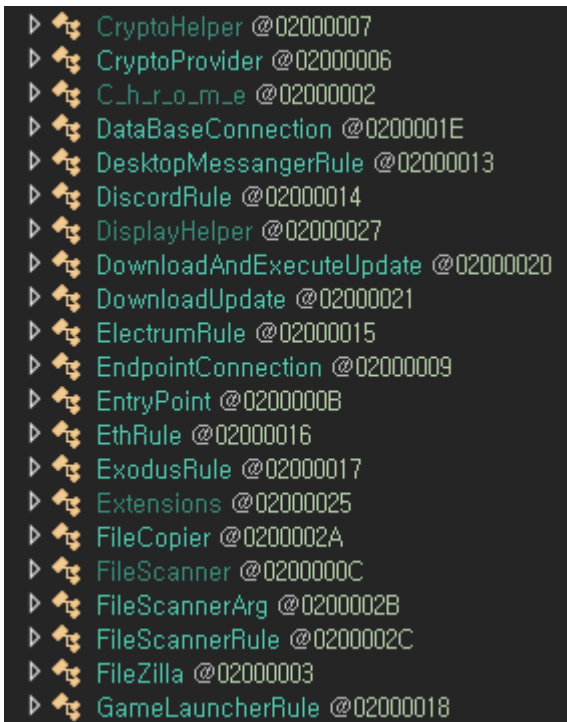 CryptoHelper @02000007
CryptoProvider @02000006
C_h_r_o_m_e @02000002
DataBaseConnection @0200001E
DesktopMessangerRule @02000013
DiscordRule @02000014
DisplayHelper @02000027
DownloadAndExecuteUpdate @02000020
DownloadUpdate @02000021
ElectrumRule @02000015
EndpointConnection @02000009
EntryPoint @0200000B
EthRule @02000016
ExodusRule @02000017
Extensions @02000025
FileCopier @0200002A
FileScanner @0200000C
FileScannerArg @0200002B
FileScannerRule @0200002C
FileZilla @02000003
GameLauncherRule @02000018